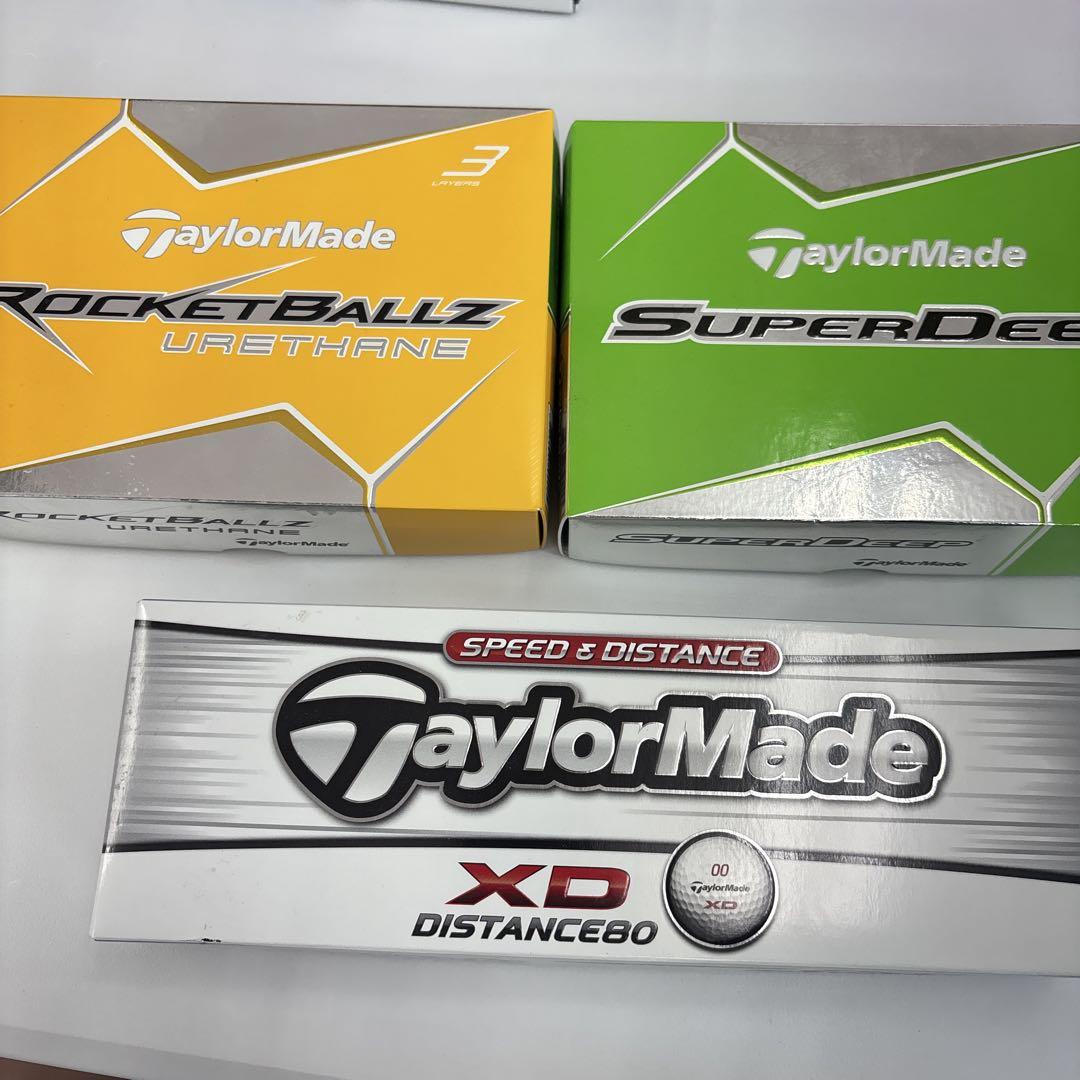 3
LAYERS
TaylorMade
ROCKETBALLZ
URETHANE
ROCKETBALLZ
URETHANE
TaylorMade
TaylorMade
SUPERDEE
SUPERDEEP
TaylorMade
SPEED & DISTANCE
TaylorMade
XD
DISTANCE80
00
TaylorMade
XD